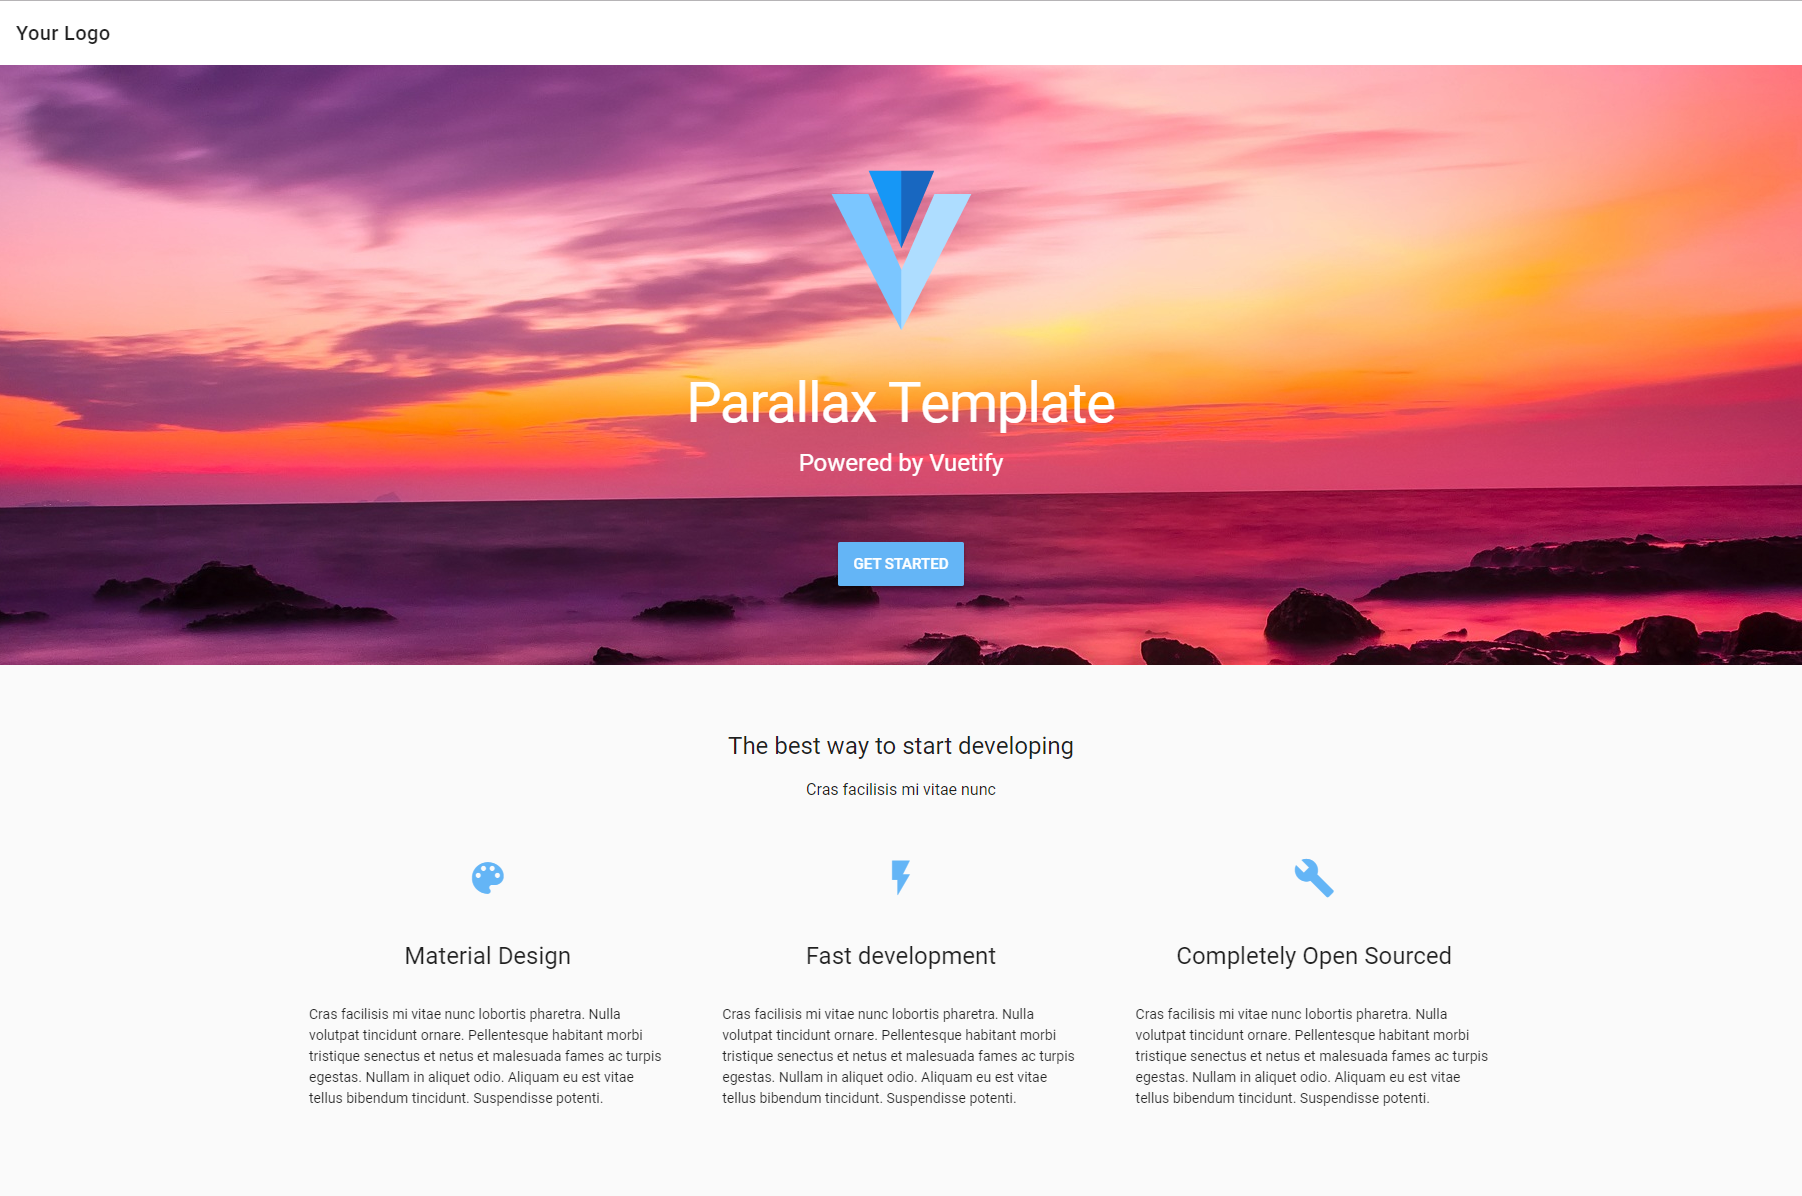 Your Logo
Parallax Template
Powered by Vuetify
GET STARTED
The best way to start developing
Cras facilisis mi vitae nunc
Material Design
Cras facilisis mi vitae nunc lobortis pharetra. Nulla
volutpat tincidunt ornare. Pellentesque habitant morbi
tristique senectus et netus et malesuada fames ac turpis
egestas. Nullam in aliquet odio. Aliquam eu est vitae
tellus bibendum tincidunt. Suspendisse potenti.
Fast development
Cras facilisis mi vitae nunc lobortis pharetra. Nulla
volutpat tincidunt ornare. Pellentesque habitant morbi
tristique senectus et netus et malesuada fames ac turpis
egestas. Nullam in aliquet odio. Aliquam eu est vitae
tellus bibendum tincidunt. Suspendisse potenti.
Completely Open Sourced
Cras facilisis mi vitae nunc lobortis pharetra. Nulla
volutpat tincidunt ornare. Pellentesque habitant morbi
tristique senectus et netus et malesuada fames ac turpis
egestas. Nullam in aliquet odio. Aliquam eu est vitae
tellus bibendum tincidunt. Suspendisse potenti.